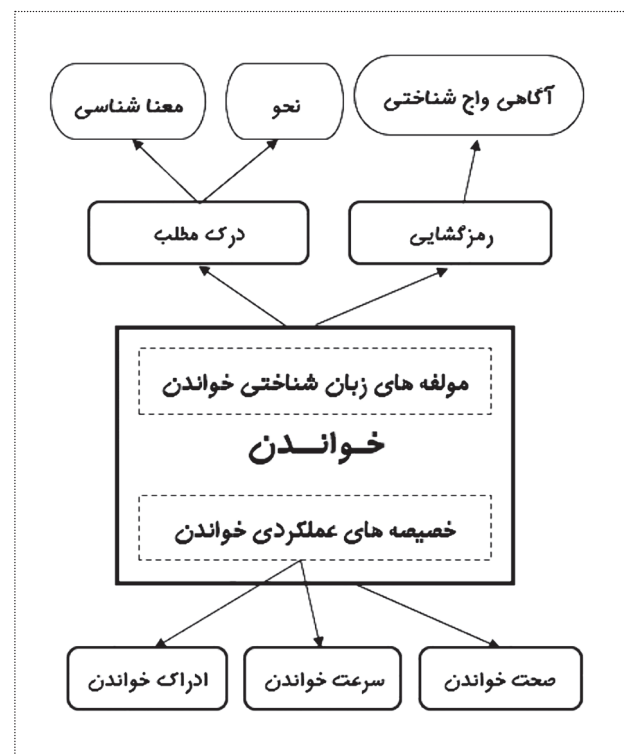 آگاهی واج شناختی
نحو
معنا شناسی
رمزگشایی
درک مطلب
مولفه های زبان شناختی خواندن
خـوانــدن
خصیصه های عملکردی خواندن
صحت خواندن
سرعت خواندن
ادراک خواندن